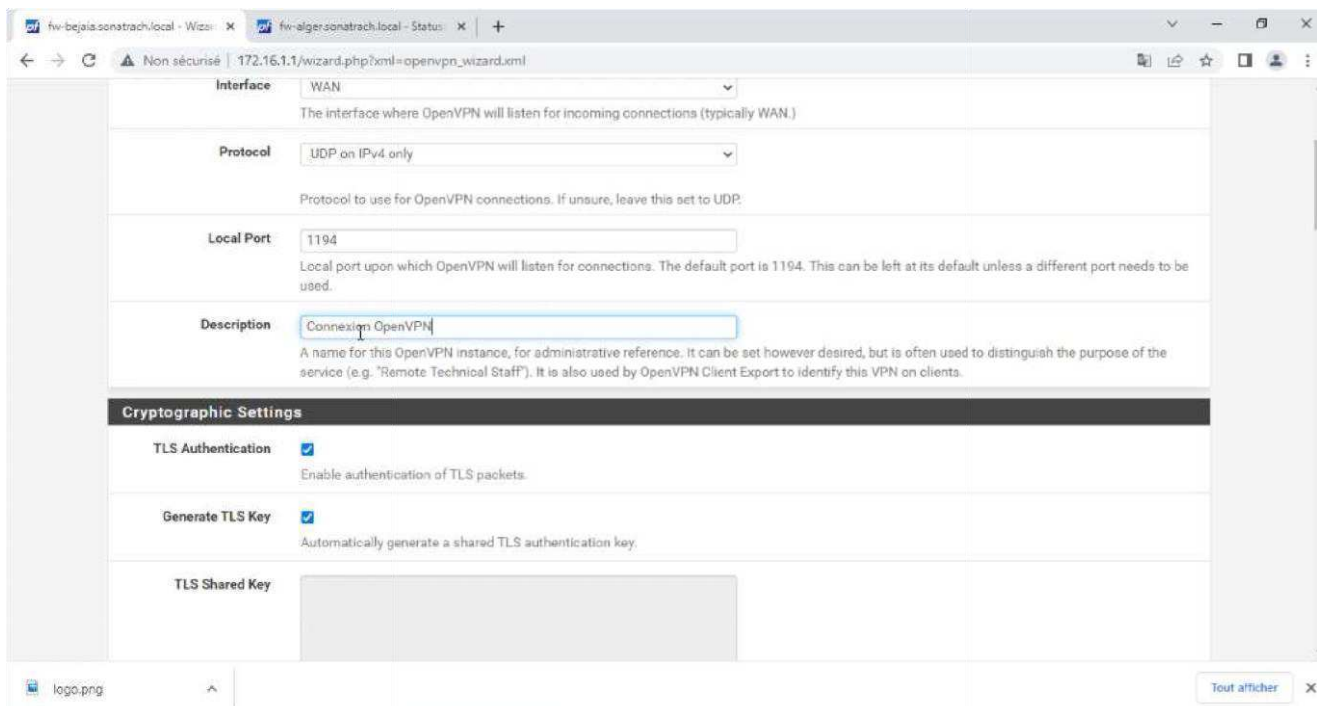 fw-bejaia.sonatrach.local - Wizar
fw-alger.sonatrach.local - Status
Non sécurisé | 172.16.1.1/wizard.php?xml=openvpn_wizard.xml
Interface
WAN
The interface where OpenVPN will listen for incoming connections (typically WAN.)
Protocol
UDP on IPv4 only
Protocol to use for OpenVPN connections. If unsure, leave this set to UDP.
Local Port
1194
Local port upon which OpenVPN will listen for connections. The default port is 1194. This can be left at its default unless a different port needs to be
used.
Description
Connexion OpenVPN
A name for this OpenVPN instance, for administrative reference. It can be set however desired, but is often used to distinguish the purpose of the
service (e.g. "Remote Technical Staff"). It is also used by OpenVPN Client Export to identify this VPN on clients.
Cryptographic Settings
TLS Authentication
Enable authentication of TLS packets.
Generate TLS Key
Automatically generate a shared TLS authentication key.
TLS Shared Key
logo.png
Tout afficher